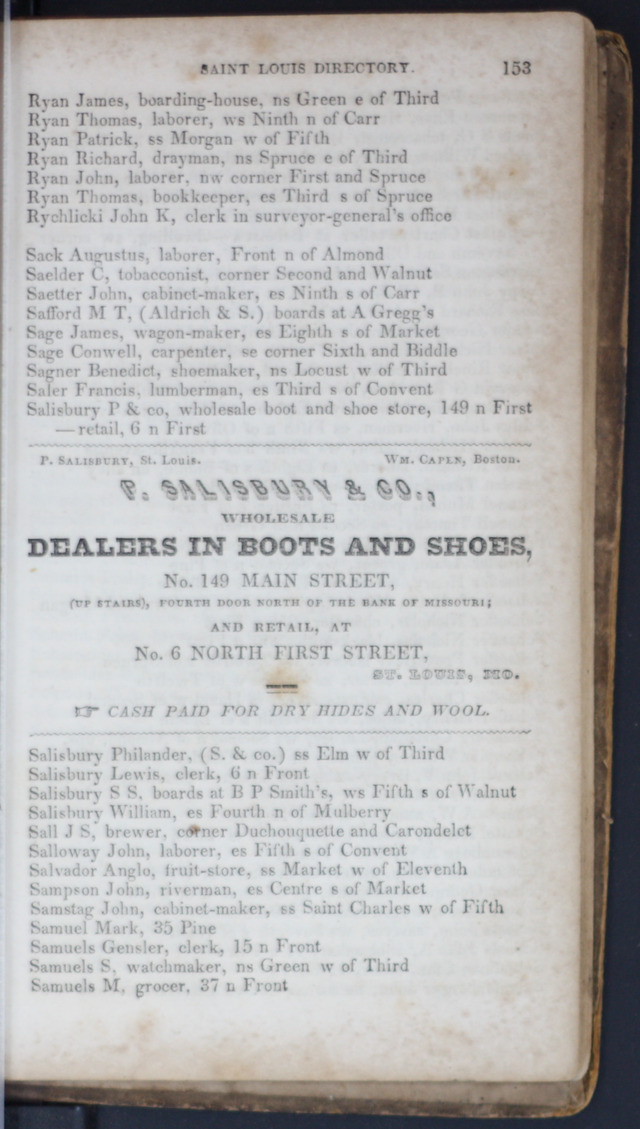 SAINT LOUIS DIRECTORY. 153
Ryan James, boarding-house, ns Green e of Third
Ryan Thomas, laborer, ws Ninth n of Carr
Ryan Patrick, ss Morgan w of Fifth
Ryan Richard, drayman, ns Spruce e of Third
Ryan John, laborer, nw corner First and Spruce
Ryan Thomas, bookkeeper, es Third s of Spruce
Rychlicki John K, clerk in surveyor-general's office
Sack Augustus, laborer, Front n of Almond
Saelder C, tobacconist, corner Second and Walnut
Saetter John, cabinet-maker, es Ninth s of Carr
Safford M T, (Aldrich & S.) boards at A Gregg's
Sage James, wagon-maker, es Eighth s of Market
Sage Conwell, carpenter, se corner Sixth and Biddle
Sagner Benedict, shoemaker, ns Locust w of Third
Saler Francis, lumberman, es Third s of Convent
Salisbury P & co, wholesale boot and shoe store, 149 n First
—retail, 6 n First
P. SALISBURY, St. Louis. WM. CAPEN, Boston.
P. SALISBURY & CO.,
WHOLESALE
DEALERS IN BOOTS AND SHOES,
No. 149 MAIN STREET,
(UP STAIRS), FOURTH DOOR NORTH OF THE BANK OF MISSOURI;
AND RETAIL, AT
No. 6 NORTH FIRST STREET,
ST. LOUIS, MO.
☞ CASH PAID FOR DRY HIDES AND WOOL.
Salisbury Philander, (S. & co.) ss Elm w of Third
Salisbury Lewis, clerk, 6 n Front
Salisbury S S, boards at B P Smith's, ws Fifth s of Walnut
Salisbury William, es Fourth n of Mulberry
Sall J S, brewer, corner Duchouquette and Carondelet
Salloway John, laborer, es Fifth s of Convent
Salvador Anglo, fruit-store, ss Market w of Eleventh
Sampson John, riverman, es Centre s of Market
Samstag John, cabinet-maker, ss Saint Charles w of Fifth
Samuel Mark, 35 Pine
Samuels Gensler, clerk, 15 n Front
Samuels S, watchmaker, ns Green w of Third
Samuels M, grocer, 37 n Front